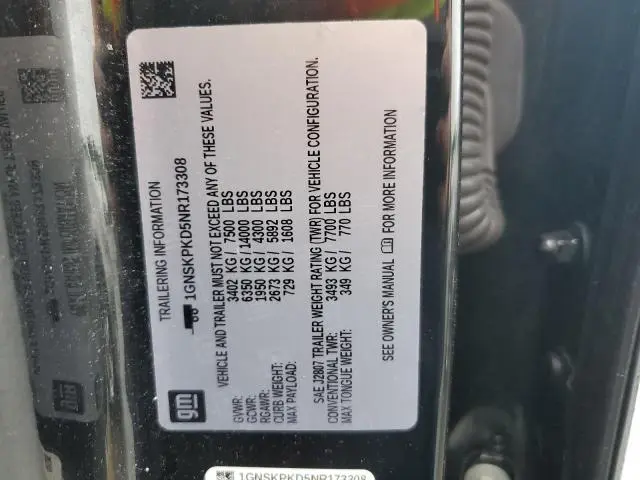 TRAILERING INFORMATION
1GNSKPKD5NR173308
VEHICLE AND TRAILER MUST NOT EXCEED ANY OF THESE VALUES.
GVWR: 3402 KG/ 7500 LBS
GCWR: 6350 KG/14000 LBS
RGAWR: 1950 KG/ 4300 LBS
CURB WEIGHT: 2673 KG/ 5892 LBS
MAX PAYLOAD: 729 KG/ 1608 LBS
SAE J2807 TRAILER WEIGHT RATING (TWR) FOR VEHICLE CONFIGURATION.
CONVENTIONAL TWR: 3493 KG/ 7700 LBS
MAX TONGUE WEIGHT: 349 KG/ 770 LBS
SEE OWNER'S MANUAL FOR MORE INFORMATION
gm
1GNSKPKD5NR173308